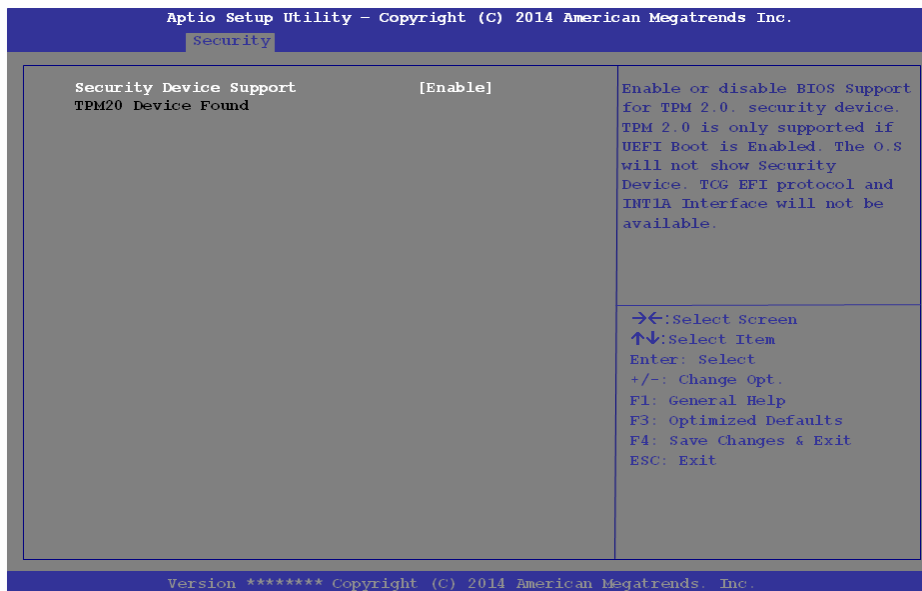 Aptio Setup Utility – Copyright (C) 2014 American Megatrends Inc.
Security
Security Device Support [Enable]
TPM20 Device Found
Enable or disable BIOS Support
for TPM 2.0. security device.
TPM 2.0 is only supported if
UEFI Boot is Enabled. The O.S
will not show Security
Device. TCG EFI protocol and
INT1A Interface will not be
available.
→←:Select Screen
↑↓:Select Item
Enter: Select
+/-: Change Opt.
F1: General Help
F3: Optimized Defaults
F4: Save Changes & Exit
ESC: Exit
Version ******** Copyright (C) 2014 American Megatrends. Inc.